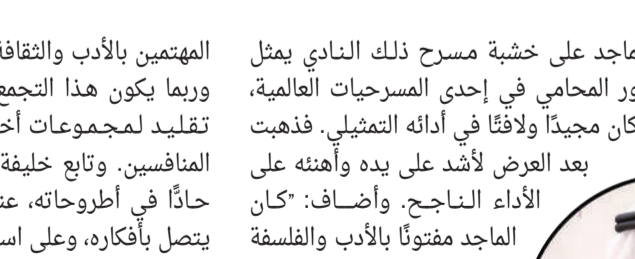 ماجد على خشبة مسرح ذلك النادي يمثل
ور المحامي في إحدى المسرحيات العالمية،
كان مجيدًا ولافتًا في أدائه التمثيلي. فذهبت
بعد العرض لأشد على يده وأهنئه على
الأداء الناجح. وأضاف: "كان
الماجد مفتونًا بالأدب والفلسفة
المهتمين بالأدب والثقافة
وربما يكون هذا التجمع
تقليد لمجموعات أخ
المنافسين. وتابع خليفة
حادًّا في أطروحاته، عن
يتصل بأفكاره، وعلى اس